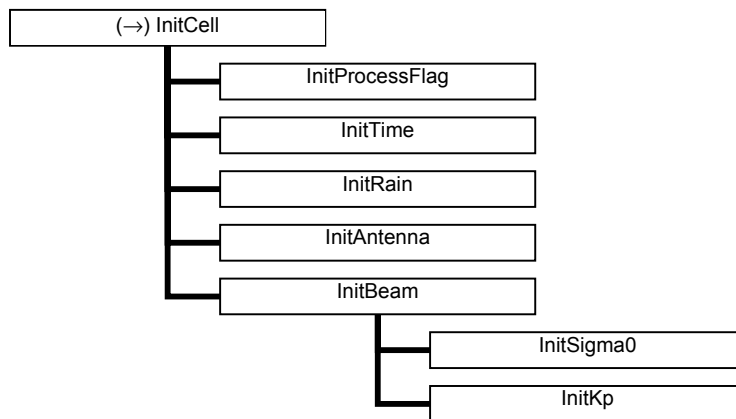 (→) InitCell
InitProcessFlag
InitTime
InitRain
InitAntenna
InitBeam
InitSigma0
InitKp